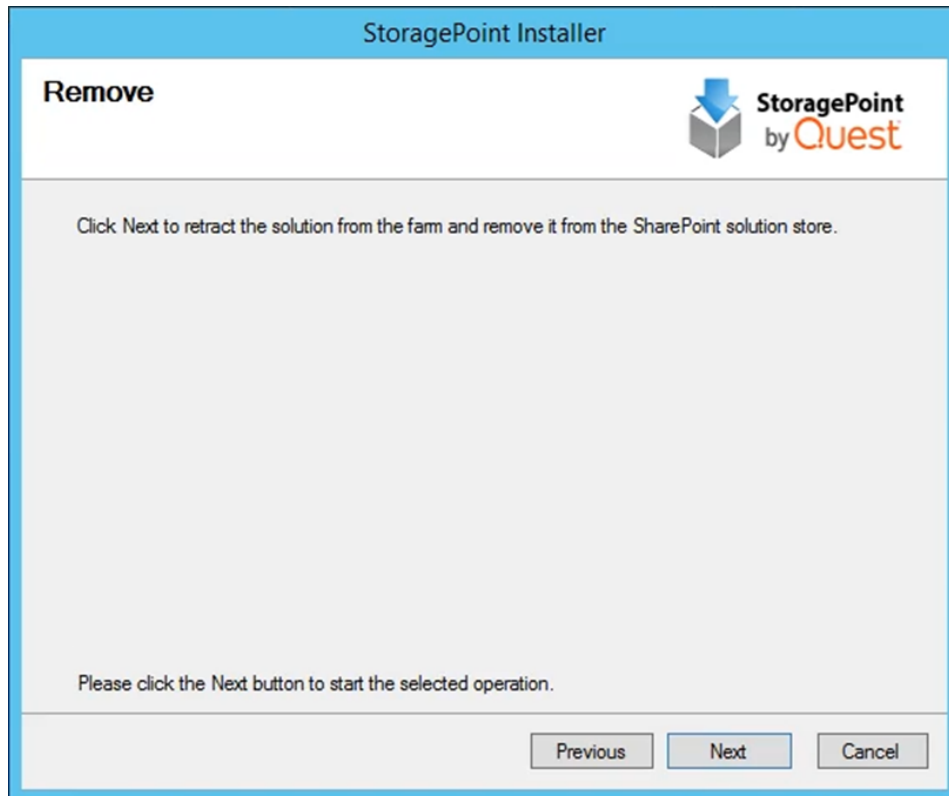 StoragePoint Installer
Remove
StoragePoint
by Quest
Click Next to retract the solution from the farm and remove it from the SharePoint solution store.
Please click the Next button to start the selected operation.
Previous
Next
Cancel